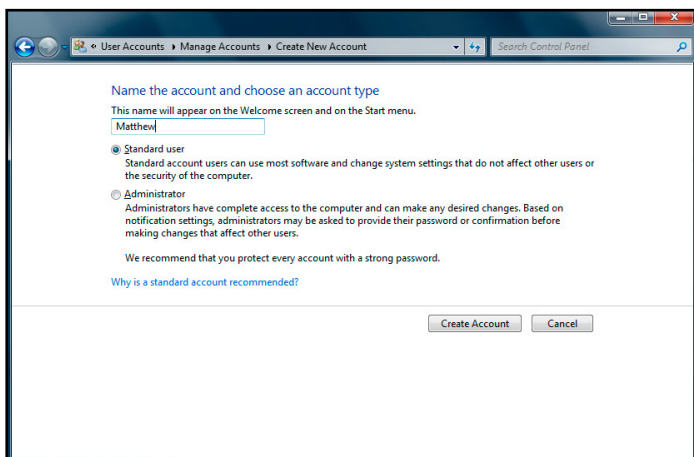 « User Accounts ▸ Manage Accounts ▸ Create New Account
Search Control Panel
Name the account and choose an account type
This name will appear on the Welcome screen and on the Start menu.
Matthew
Standard user
Standard account users can use most software and change system settings that do not affect other users or
the security of the computer.
Administrator
Administrators have complete access to the computer and can make any desired changes. Based on
notification settings, administrators may be asked to provide their password or confirmation before
making changes that affect other users.
We recommend that you protect every account with a strong password.
Why is a standard account recommended?
Create Account
Cancel